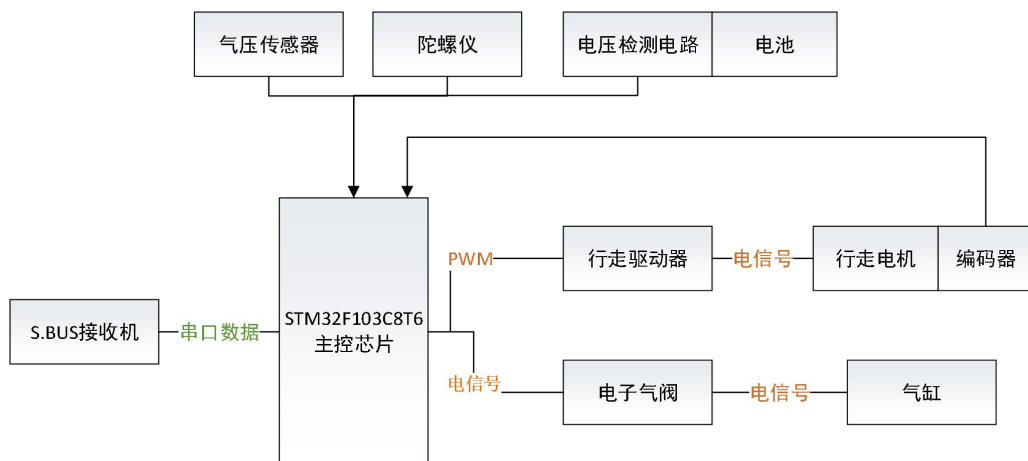 气压传感器
陀螺仪
电压检测电路
电池
PWM
行走驱动器
电信号
行走电机
编码器
S.BUS接收机
串口数据
STM32F103C8T6
主控芯片
电信号
电子气阀
电信号
气缸